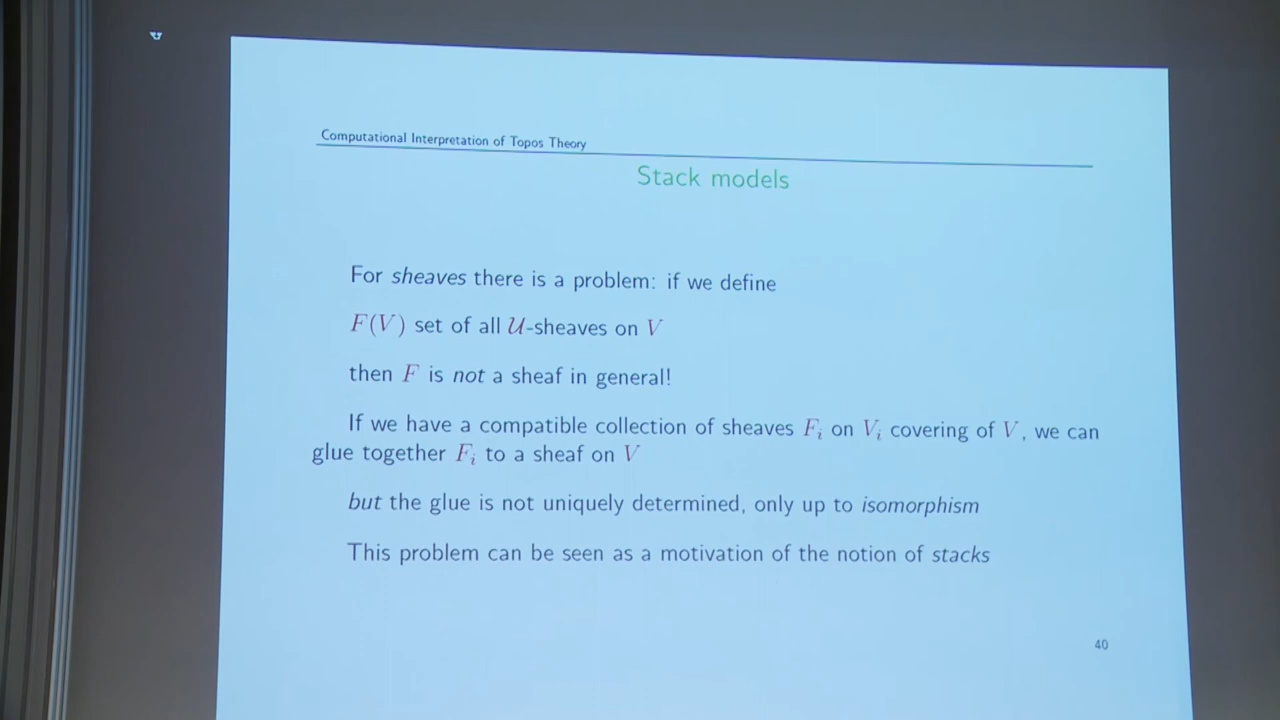 Computational Interpretation of Topos Theory
Stack models
For sheaves there is a problem: if we define
F(V) set of all 𝒰-sheaves on V
then F is not a sheaf in general!
If we have a compatible collection of sheaves Fᵢ on Vᵢ covering of V, we can
glue together Fᵢ to a sheaf on V
but the glue is not uniquely determined, only up to isomorphism
This problem can be seen as a motivation of the notion of stacks
40